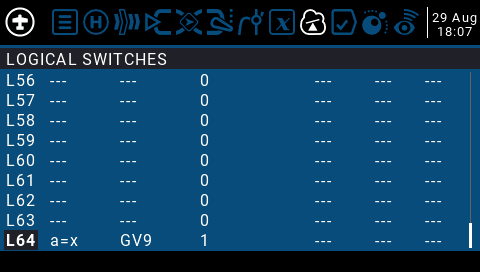 29 Aug
18:07
LOGICAL SWITCHES
L56 --- --- 0 --- --- ---
L57 --- --- 0 --- --- ---
L58 --- --- 0 --- --- ---
L59 --- --- 0 --- --- ---
L60 --- --- 0 --- --- ---
L61 --- --- 0 --- --- ---
L62 --- --- 0 --- --- ---
L63 --- --- 0 --- --- ---
L64 a=x GV9 1 --- --- ---